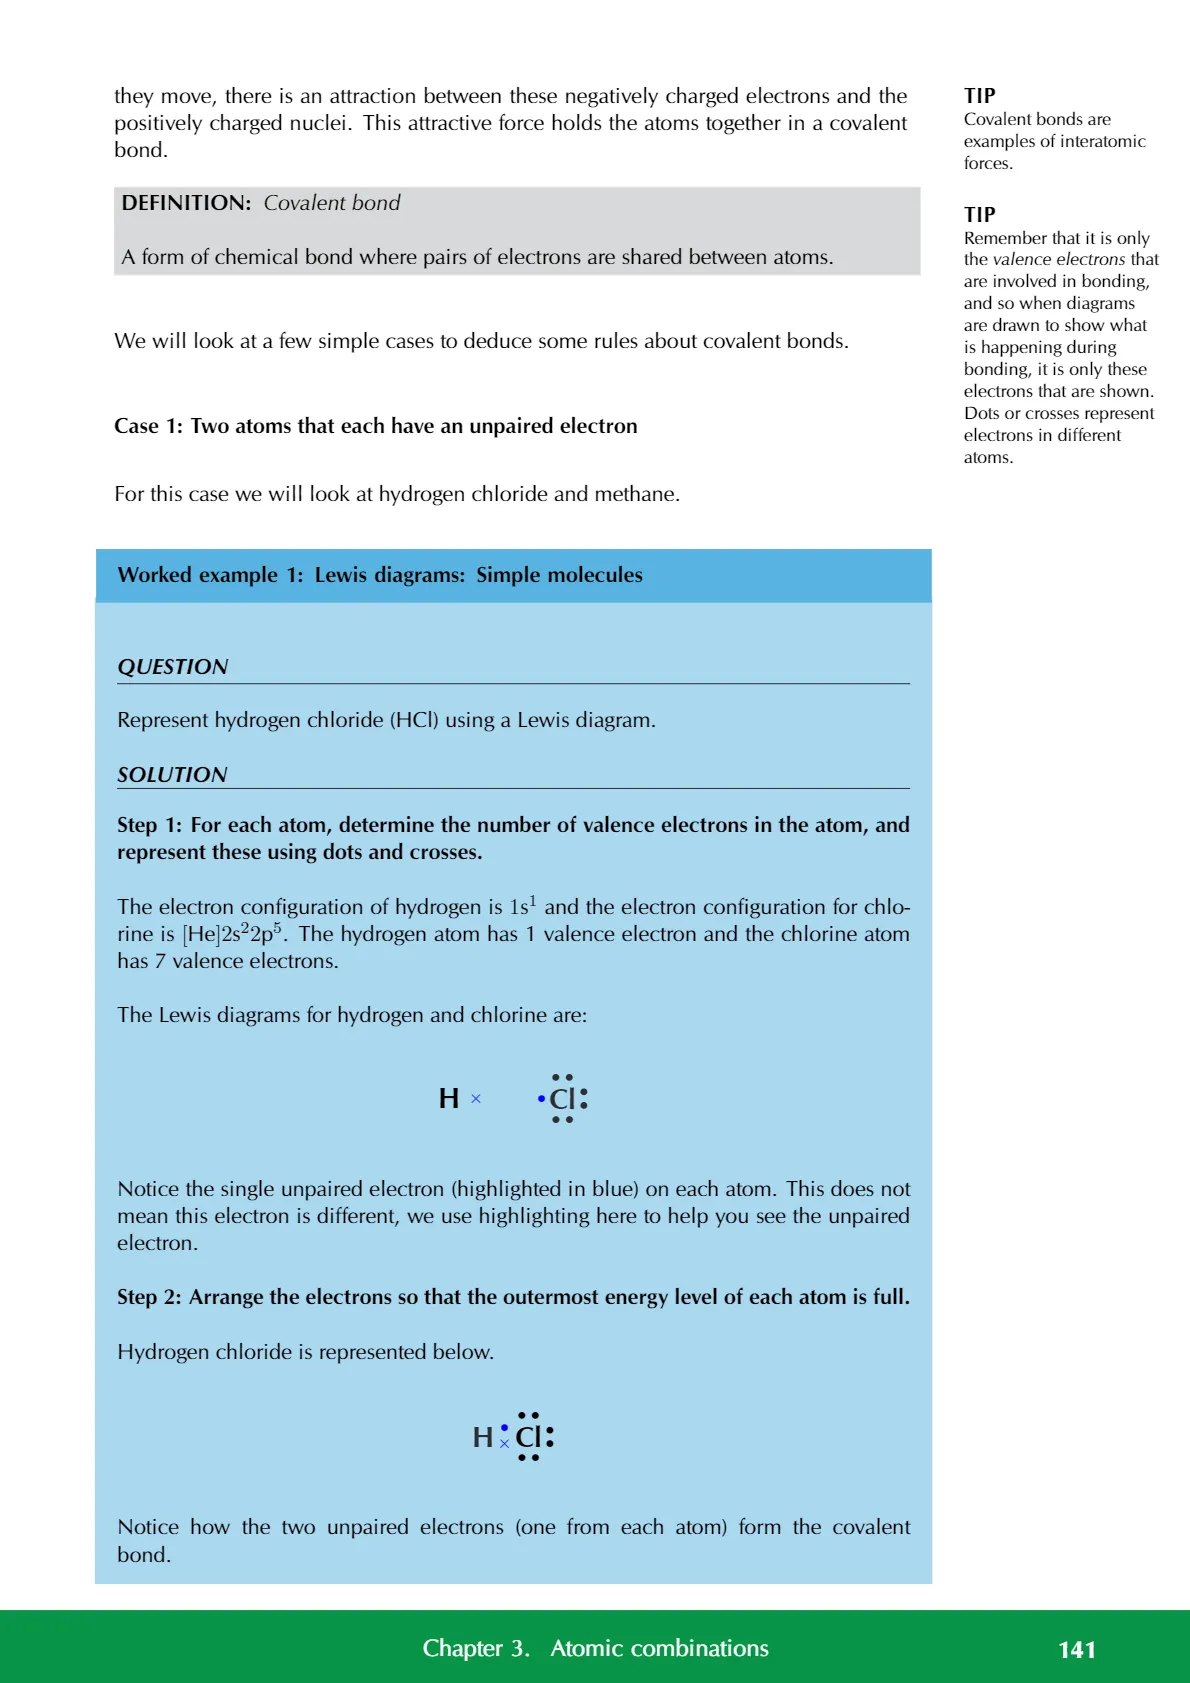 they move, there is an attraction between these negatively charged electrons and the
positively charged nuclei. This attractive force holds the atoms together in a covalent
bond.
DEFINITION: Covalent bond
A form of chemical bond where pairs of electrons are shared between atoms.
We will look at a few simple cases to deduce some rules about covalent bonds.
Case 1: Two atoms that each have an unpaired electron
For this case we will look at hydrogen chloride and methane.
TIP
Covalent bonds are
examples of interatomic
forces.
TIP
Remember that it is only
the valence electrons that
are involved in bonding,
and so when diagrams
are drawn to show what
is happening during
bonding, it is only these
electrons that are shown.
Dots or crosses represent
electrons in different
atoms.
Worked example 1: Lewis diagrams: Simple molecules
QUESTION
Represent hydrogen chloride (HCl) using a Lewis diagram.
SOLUTION
Step 1: For each atom, determine the number of valence electrons in the atom, and
represent these using dots and crosses.
The electron configuration of hydrogen is 1s¹ and the electron configuration for chlo-
rine is [He]2s²2p⁵. The hydrogen atom has 1 valence electron and the chlorine atom
has 7 valence electrons.
The Lewis diagrams for hydrogen and chlorine are:
H × Cl
Notice the single unpaired electron (highlighted in blue) on each atom. This does not
mean this electron is different, we use highlighting here to help you see the unpaired
electron.
Step 2: Arrange the electrons so that the outermost energy level of each atom is full.
Hydrogen chloride is represented below.
H × Cl
Notice how the two unpaired electrons (one from each atom) form the covalent
bond.
Chapter 3. Atomic combinations 141